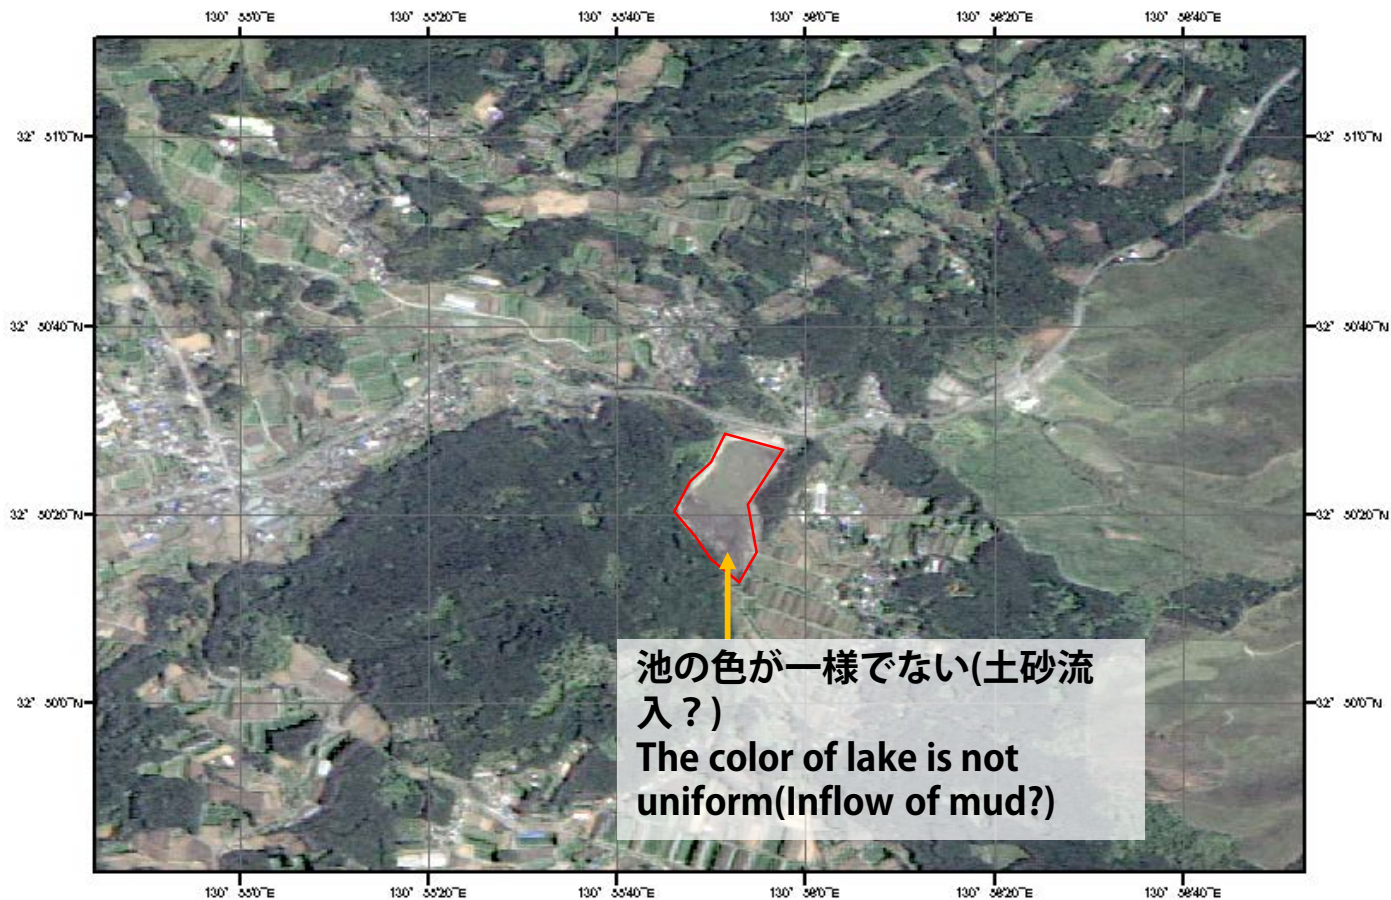 130° 55'0"E 130° 55'20"E 130° 55'40"E 130° 56'0"E 130° 56'20"E 130° 56'40"E
32° 51'0"N 32° 51'0"N
32° 50'40"N 32° 50'40"N
32° 50'20"N 32° 50'20"N
池の色が一様でない(土砂流
入？)
32° 50'0"N 32° 50'0"N
The color of lake is not
uniform(Inflow of mud?)
130° 55'0"E 130° 55'20"E 130° 55'40"E 130° 56'0"E 130° 56'20"E 130° 56'40"E